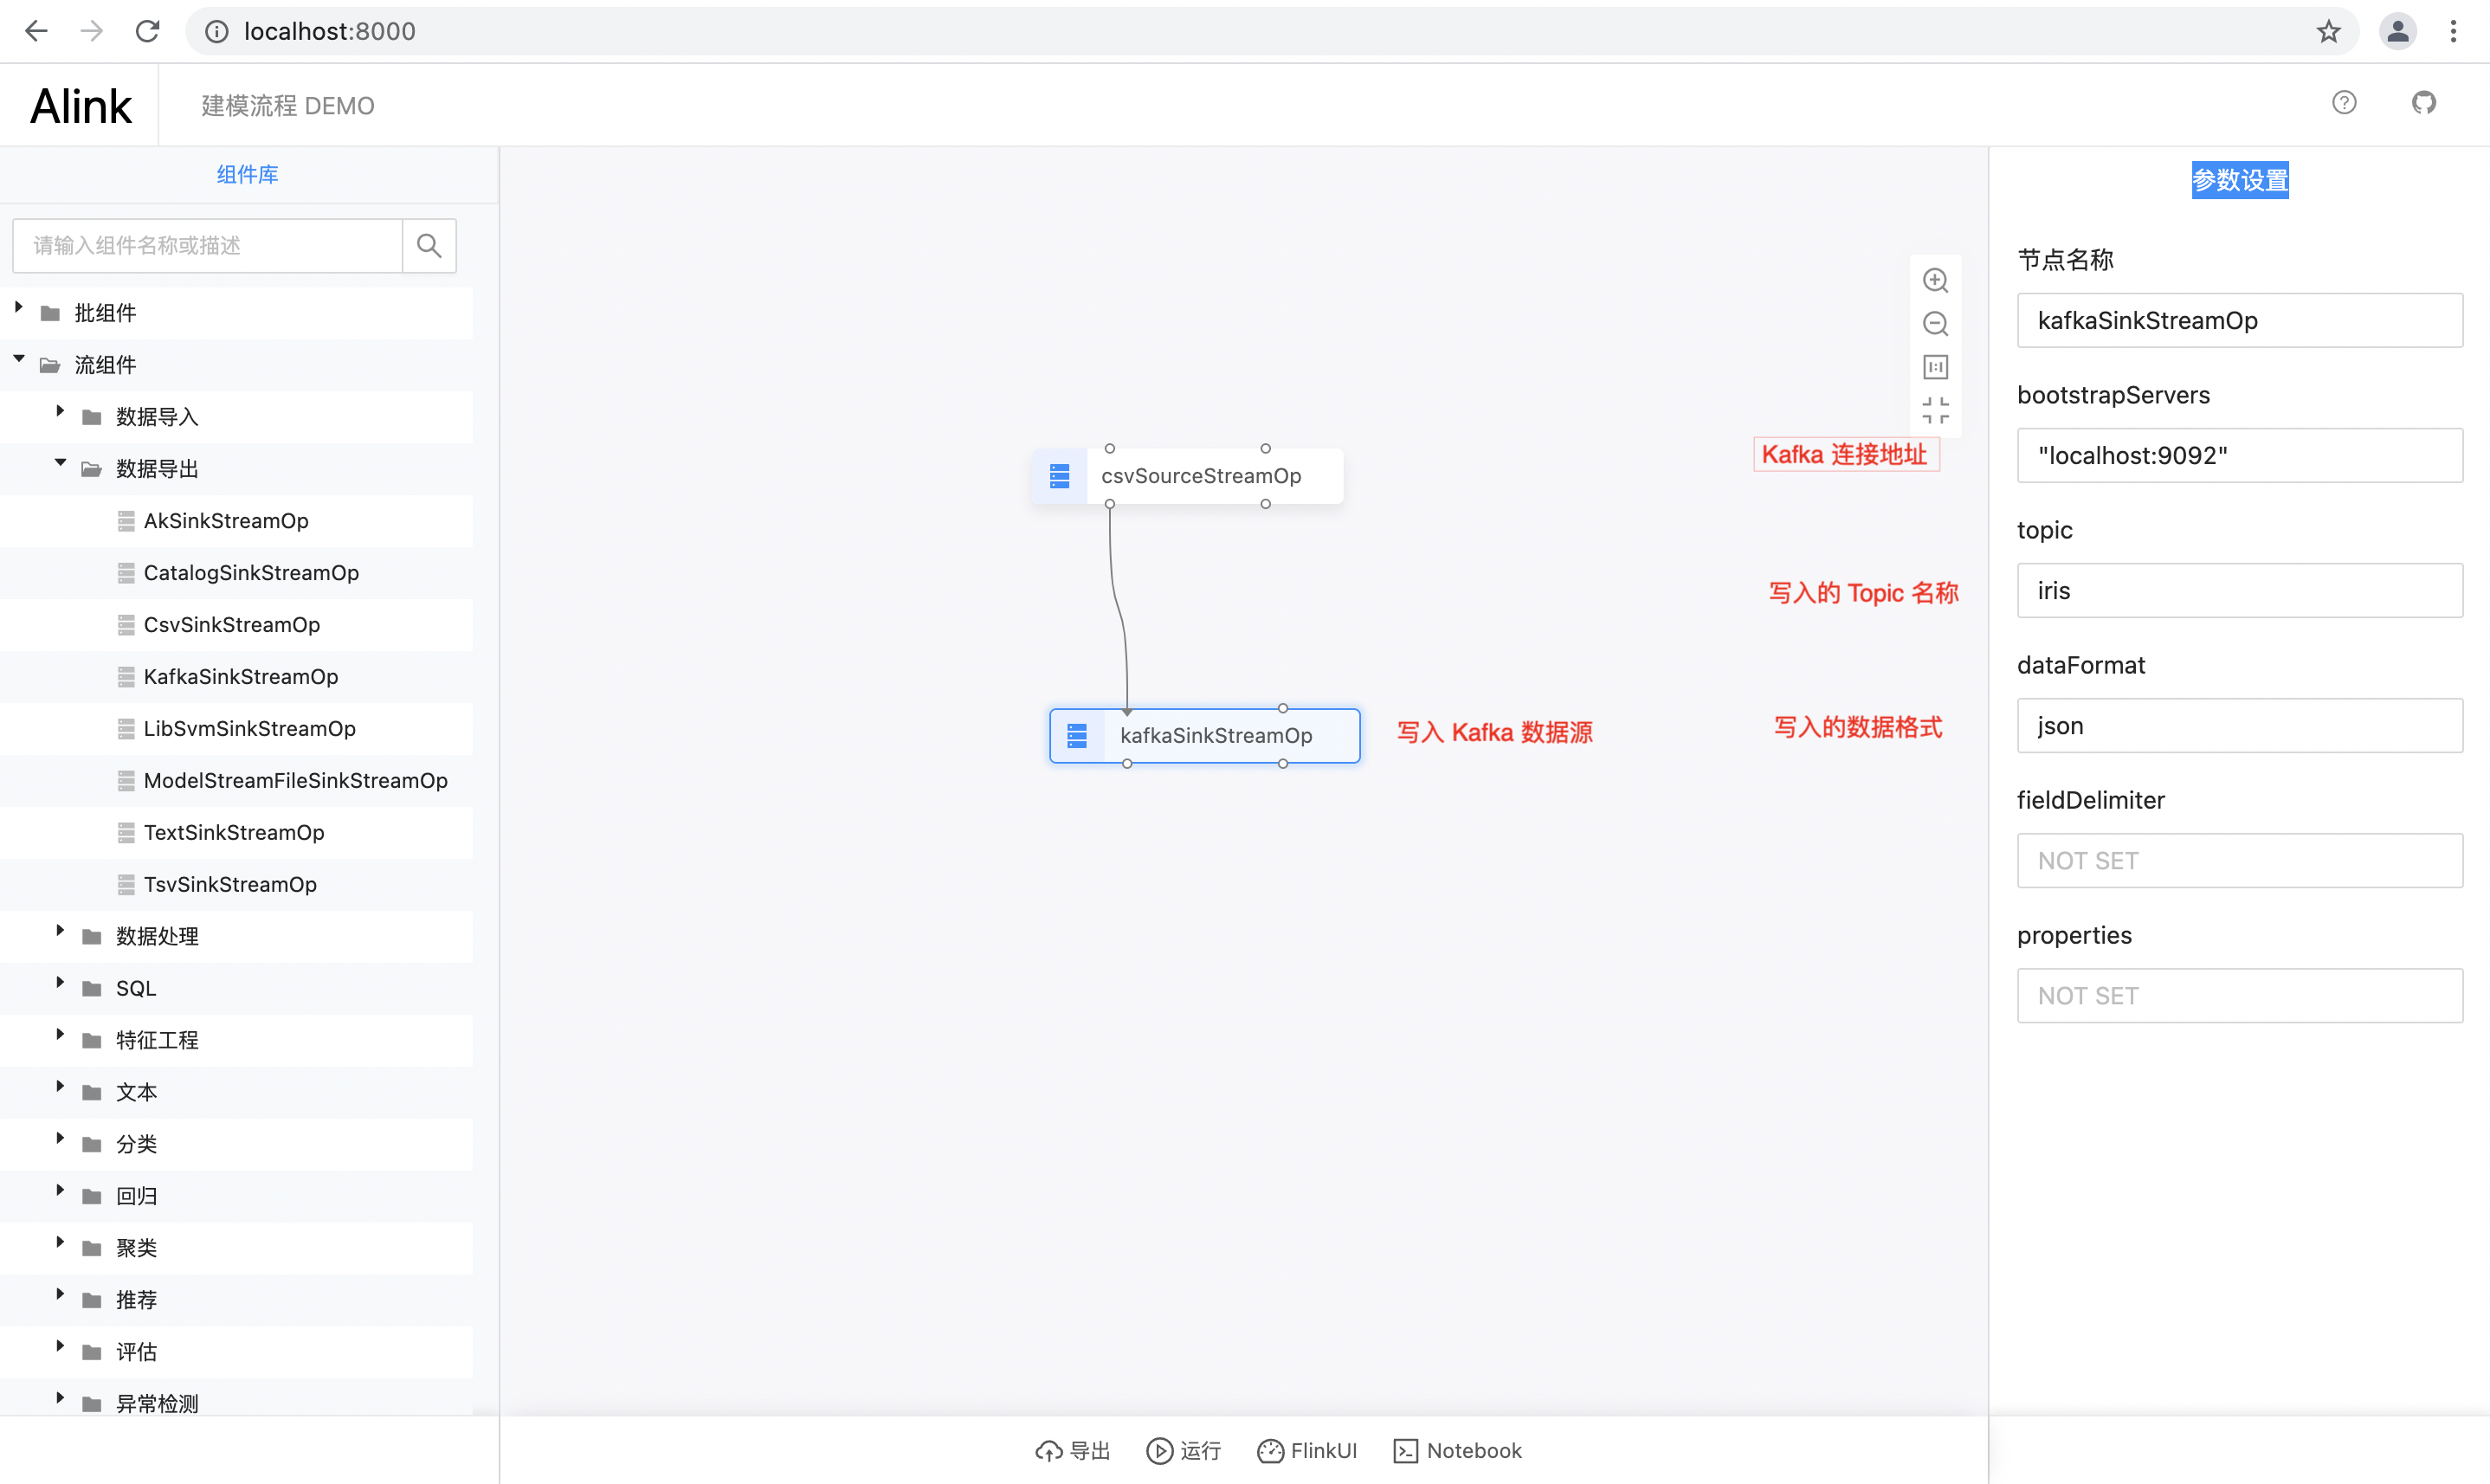 localhost:8000
Alink
建模流程 DEMO
组件库
请输入组件名称或描述
批组件
流组件
数据导入
数据导出
AkSinkStreamOp
CatalogSinkStreamOp
CsvSinkStreamOp
KafkaSinkStreamOp
LibSvmSinkStreamOp
ModelStreamFileSinkStreamOp
TextSinkStreamOp
TsvSinkStreamOp
数据处理
SQL
特征工程
文本
分类
回归
聚类
推荐
评估
异常检测
csvSourceStreamOp
kafkaSinkStreamOp
写入 Kafka 数据源
Kafka 连接地址
写入的 Topic 名称
写入的数据格式
导出
运行
FlinkUI
Notebook
参数设置
节点名称
kafkaSinkStreamOp
bootstrapServers
"localhost:9092"
topic
iris
dataFormat
json
fieldDelimiter
NOT SET
properties
NOT SET